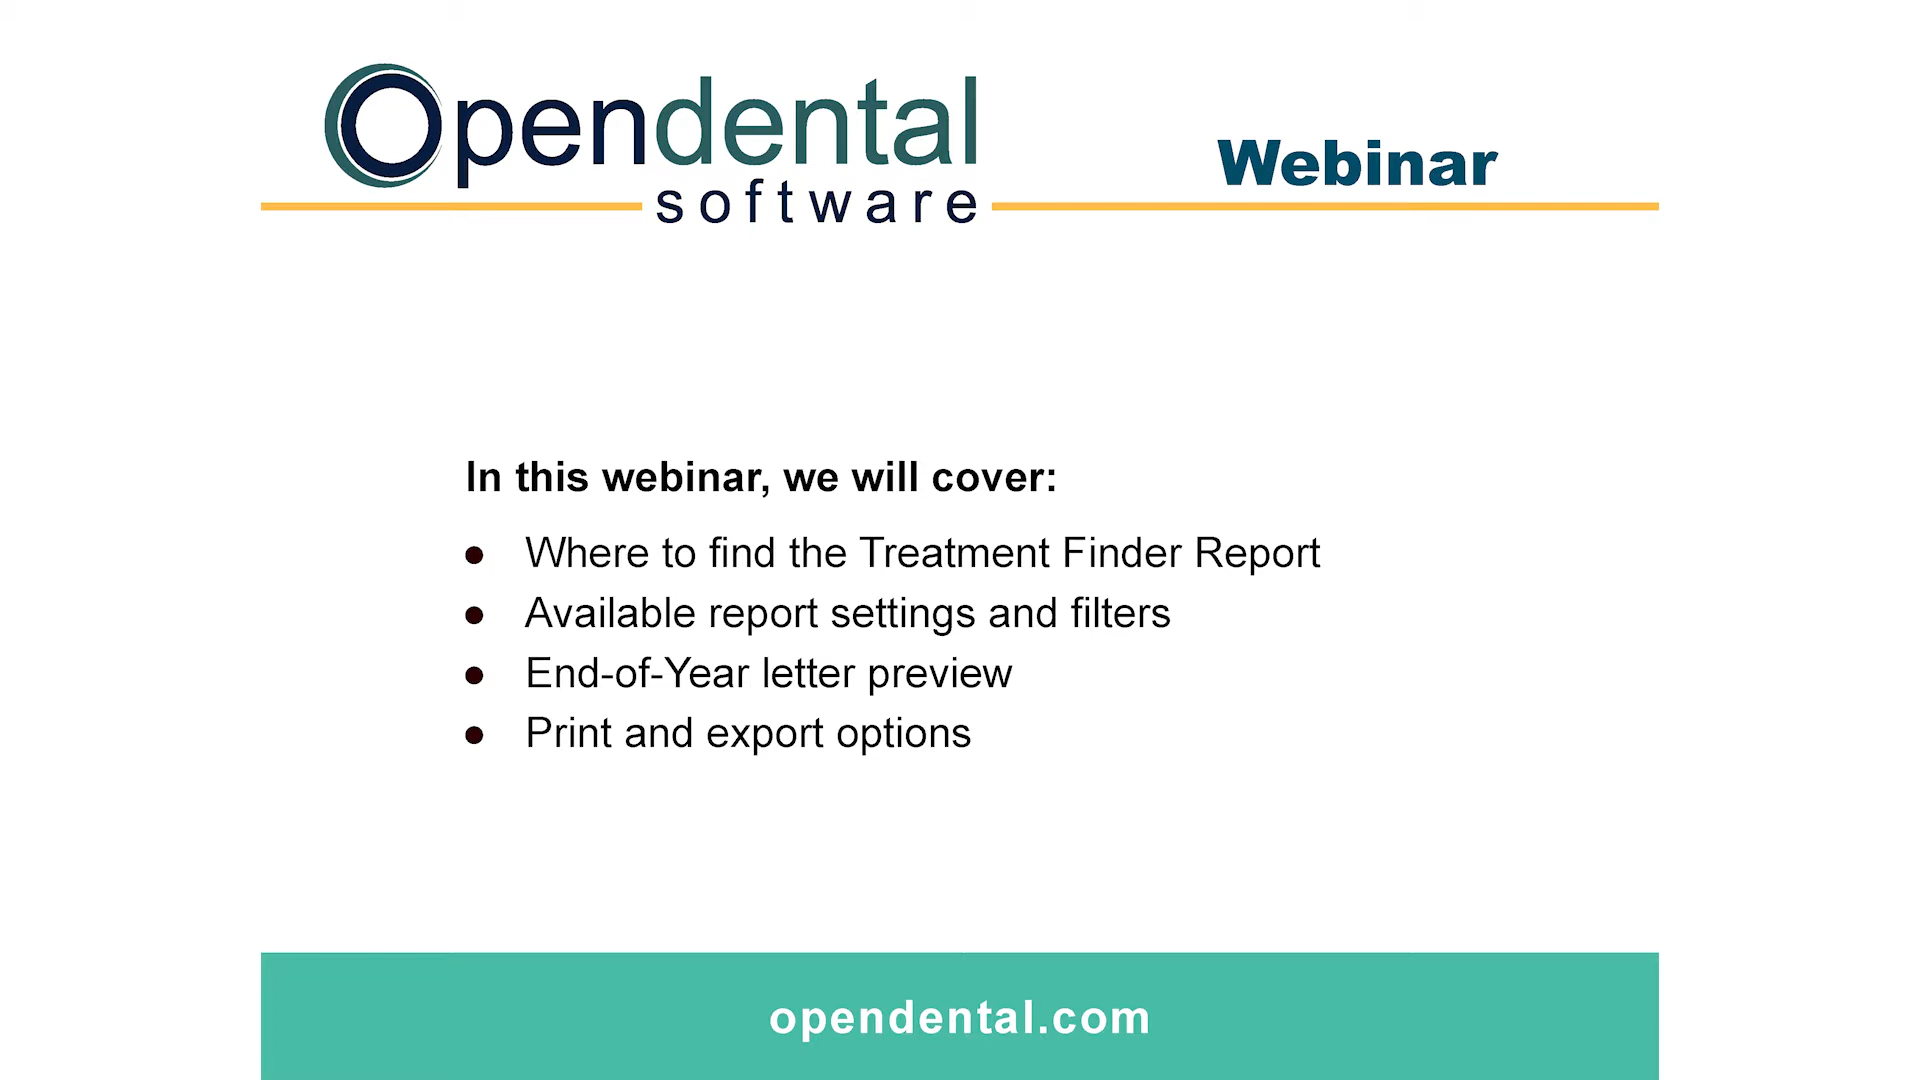 Opendental
software
Webinar
In this webinar, we will cover:
● Where to find the Treatment Finder Report
● Available report settings and filters
● End-of-Year letter preview
● Print and export options
opendental.com